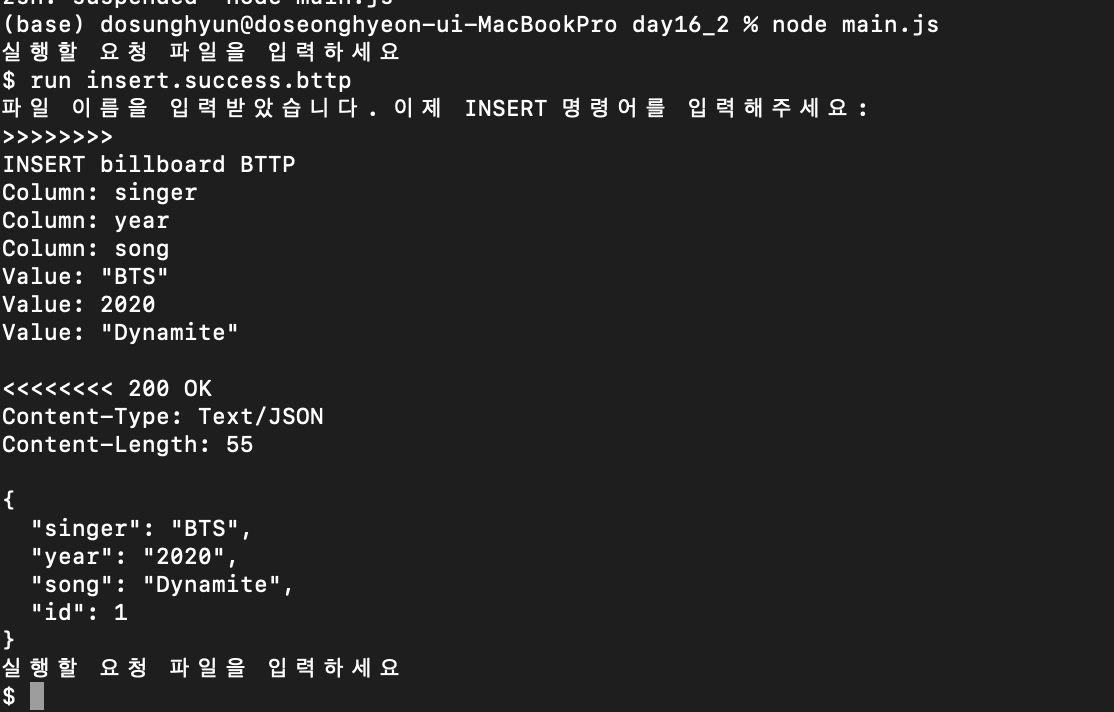 zsh: suspended  node main.js
(base) dosunghyun@doseonghyeon-ui-MacBookPro day16_2 % node main.js
실행할 요청 파일을 입력하세요
$ run insert.success.bttp
파일 이름을 입력받았습니다. 이제 INSERT 명령어를 입력해주세요:
>>>>>>>>
INSERT billboard BTTP
Column: singer
Column: year
Column: song
Value: "BTS"
Value: 2020
Value: "Dynamite"
<<<<<<<< 200 OK
Content-Type: Text/JSON
Content-Length: 55
{
  "singer": "BTS",
  "year": "2020",
  "song": "Dynamite",
  "id": 1
}
실행할 요청 파일을 입력하세요
$